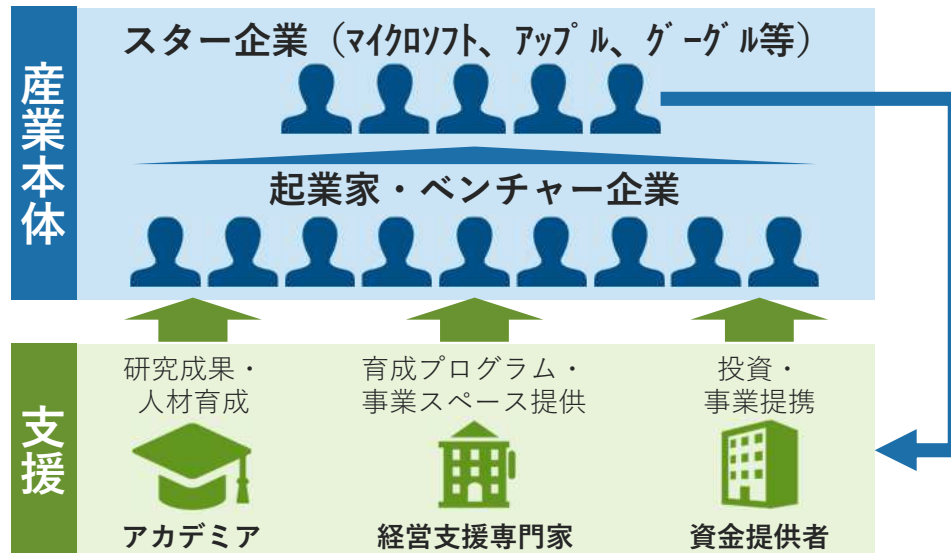 産業本体
スター企業（ﾏｲｸﾛｿﾌﾄ、ｱｯﾌﾟﾙ、ｸﾞｰｸﾞﾙ等）
起業家・ベンチャー企業
支援
研究成果・
人材育成
アカデミア
育成プログラム・
事業スペース提供
経営支援専門家
投資・
事業提携
資金提供者